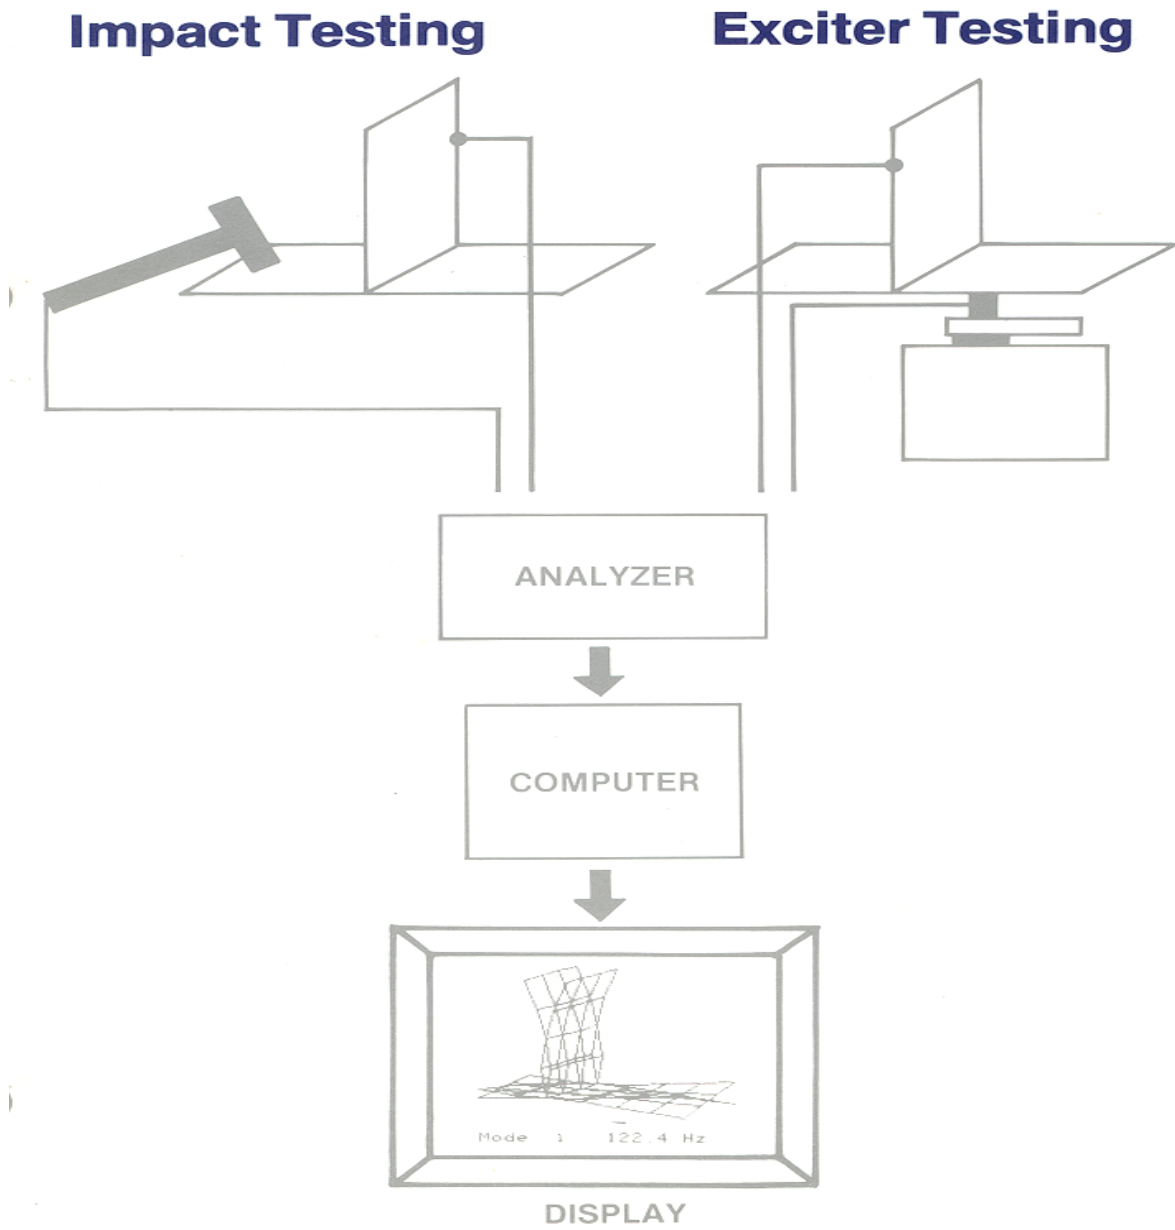 Impact Testing
Exciter Testing
ANALYZER
COMPUTER
Mode 1 122.4 Hz
DISPLAY